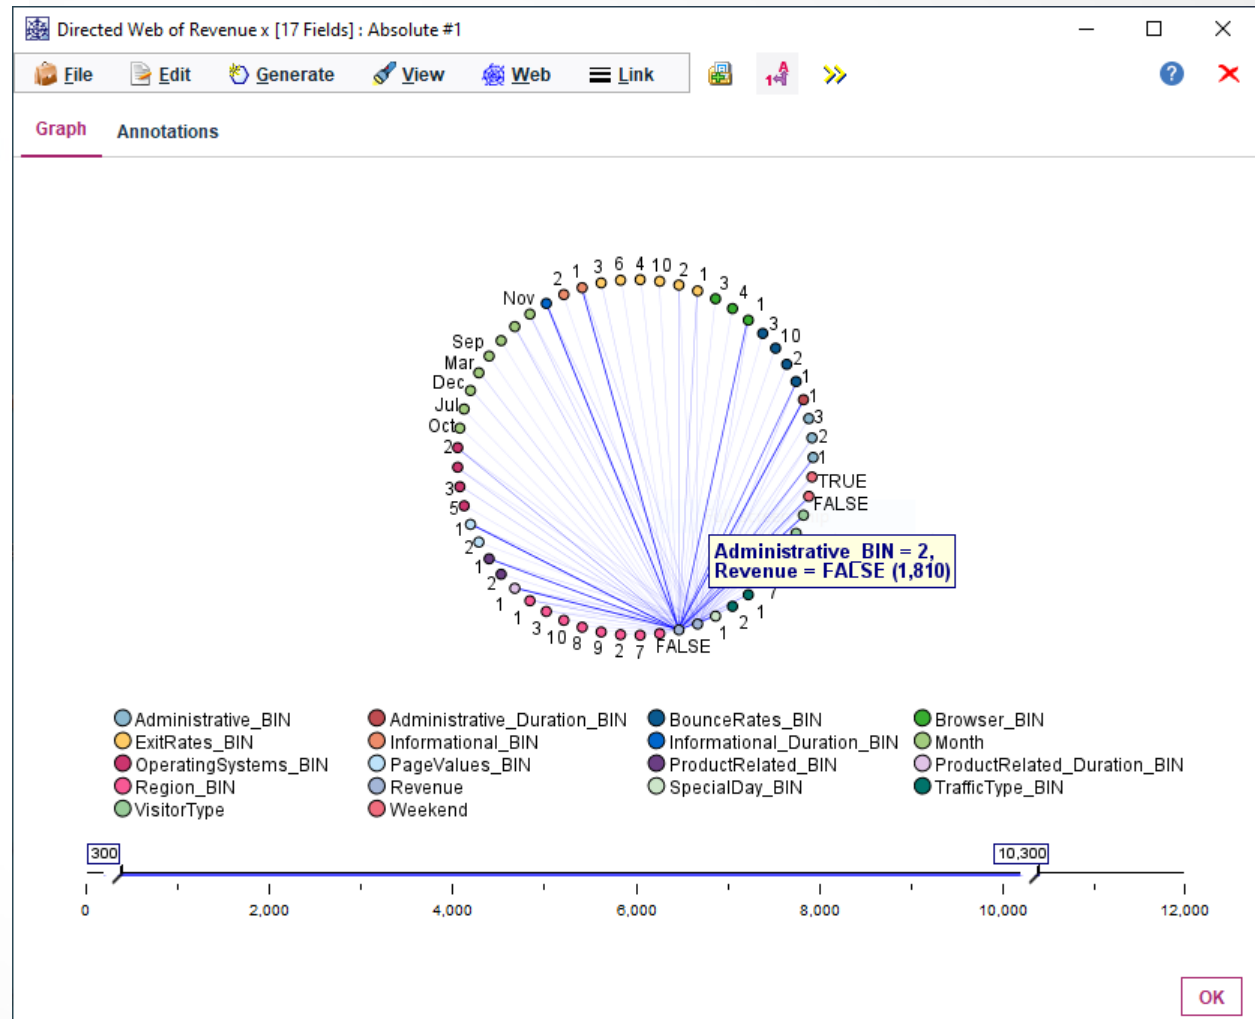 Directed Web of Revenue x [17 Fields] : Absolute #1
File Edit Generate View Web Link
Graph Annotations
2 1 3 6 4 10 2 1 3 4 1 3 10 2 1 1 3 2 1
TRUE
FALSE
Nov
Sep
Mar
Dec
Jul
Oct
2
3
5
1
2
1
2
1
1 3 10 8 9 2 7 FALSE 1 2 1
Administrative_BIN = 2,
Revenue = FALSE (1,810)
Administrative_BIN Administrative_Duration_BIN BounceRates_BIN Browser_BIN
ExitRates_BIN Informational_BIN Informational_Duration_BIN Month
OperatingSystems_BIN PageValues_BIN ProductRelated_BIN ProductRelated_Duration_BIN
Region_BIN Revenue SpecialDay_BIN TrafficType_BIN
VisitorType Weekend
300 10,300
0 2,000 4,000 6,000 8,000 10,000 12,000
OK